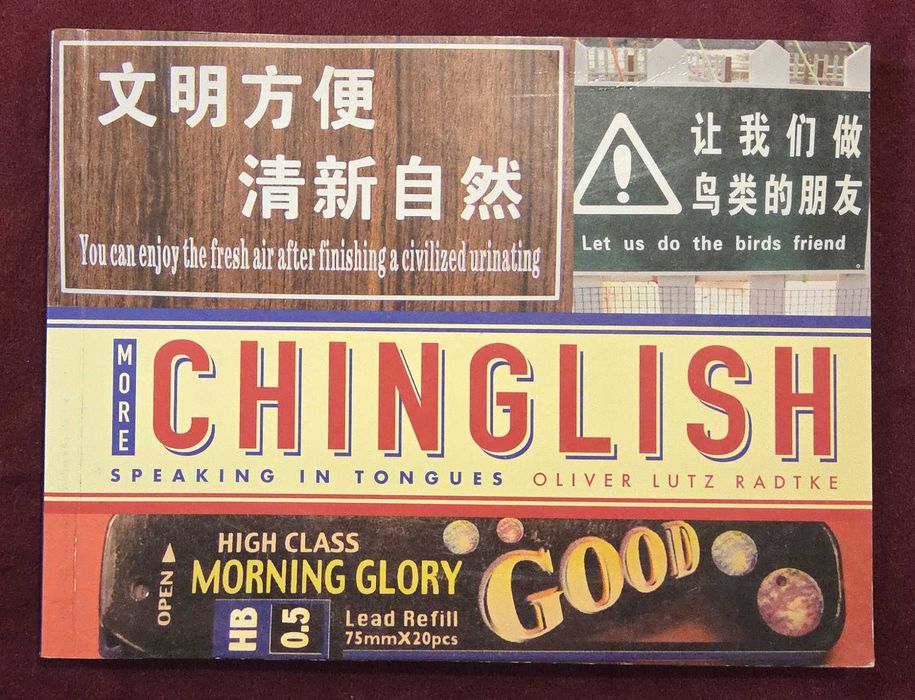 文明方便
清新自然
You can enjoy the fresh air after finishing a civilized urinating
让我们做
鸟类的朋友
Let us do the birds friend
MORE
CHINGLISH
SPEAKING IN TONGUES OLIVER LUTZ RADTKE
OPEN
HIGH CLASS
MORNING GLORY
HB
0.5
Lead Refill
75mmX20pcs
GOOD